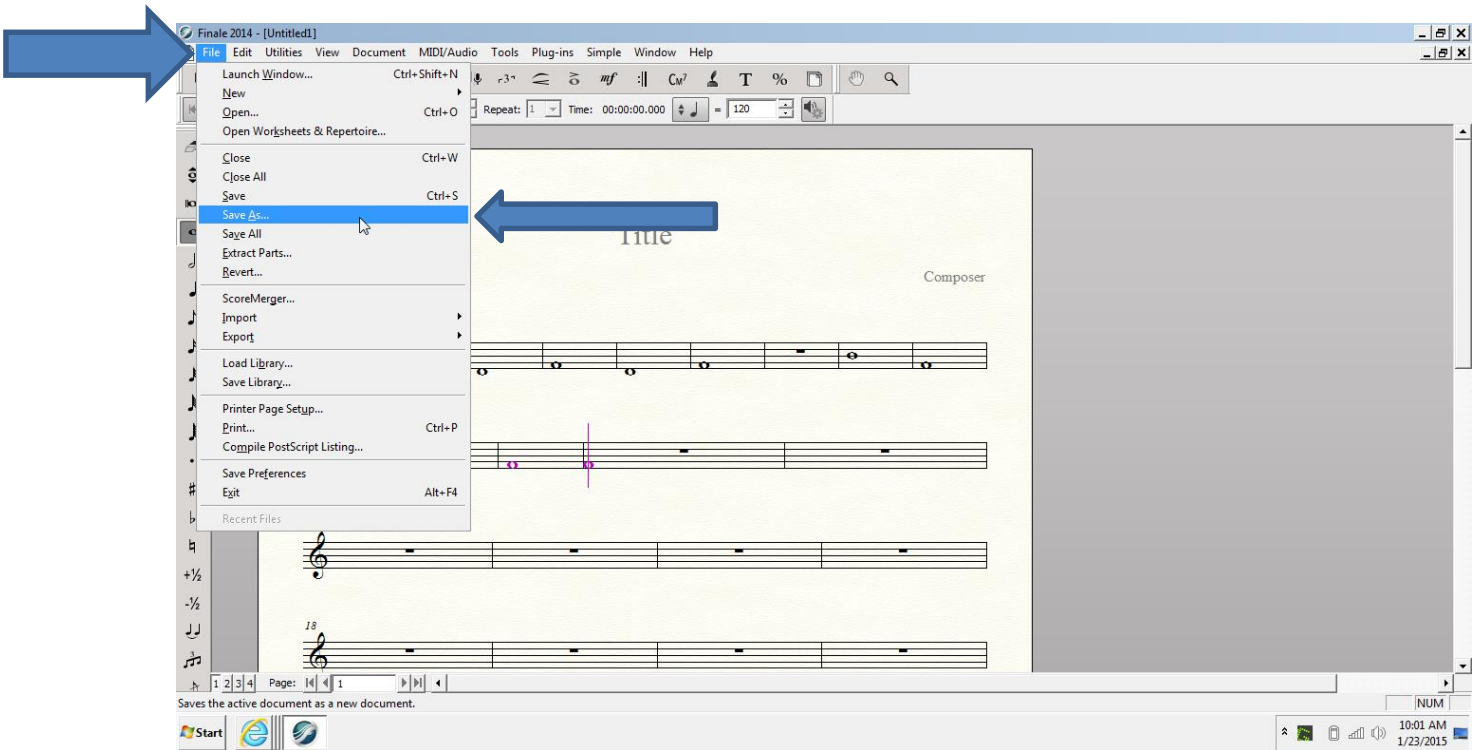 Finale 2014 - [Untitled1]
File Edit Utilities View Document MIDI/Audio Tools Plug-ins Simple Window Help
Launch Window... Ctrl+Shift+N
New
Open... Ctrl+O
Open Worksheets & Repertoire...
Close Ctrl+W
Close All
Save Ctrl+S
Save As...
Save All
Extract Parts...
Revert...
ScoreMerger...
Import
Export
Load Library...
Save Library...
Printer Page Setup...
Print... Ctrl+P
Compile PostScript Listing...
Save Preferences
Exit Alt+F4
Recent Files
mf CM7 T %
Repeat: 1 Time: 00:00:00.000 = 120
Title
Composer
+½
-½
18
3
1 2 3 4 Page: 1
Saves the active document as a new document. NUM
Start
10:01 AM
1/23/2015